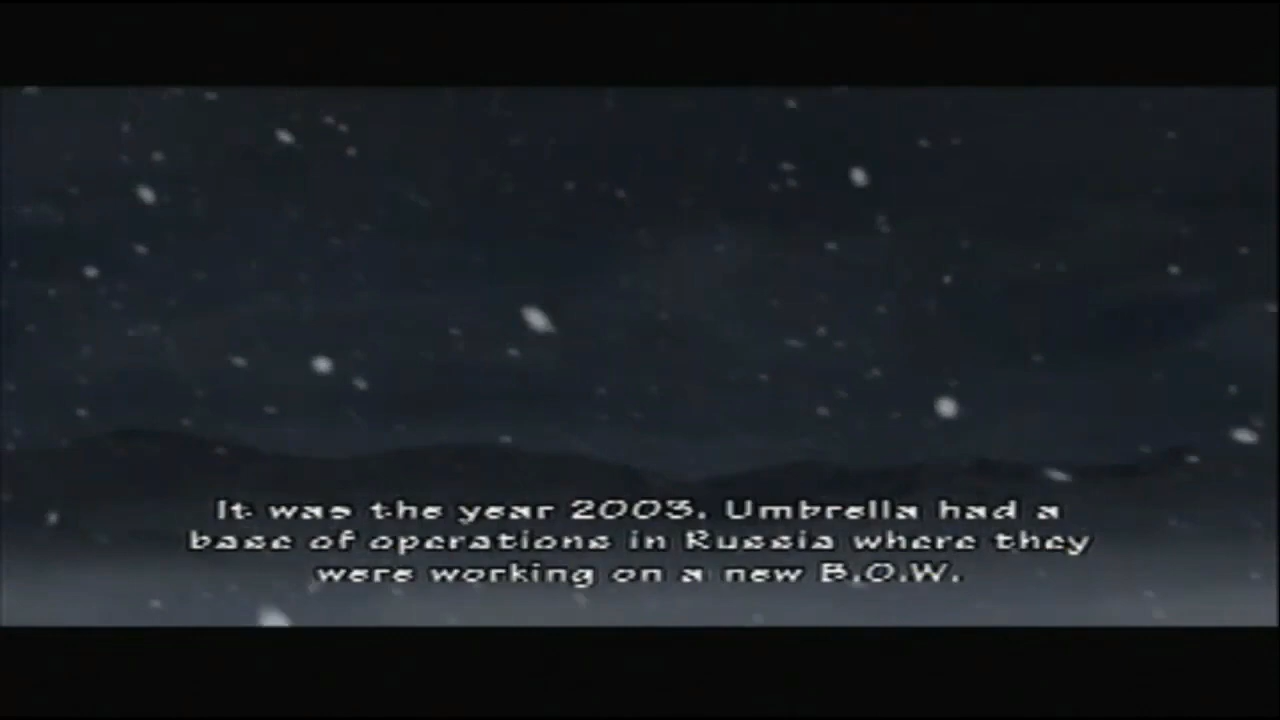 It was the year 2003. Umbrella had a
base of operations in Russia where they
were working on a new B.O.W.